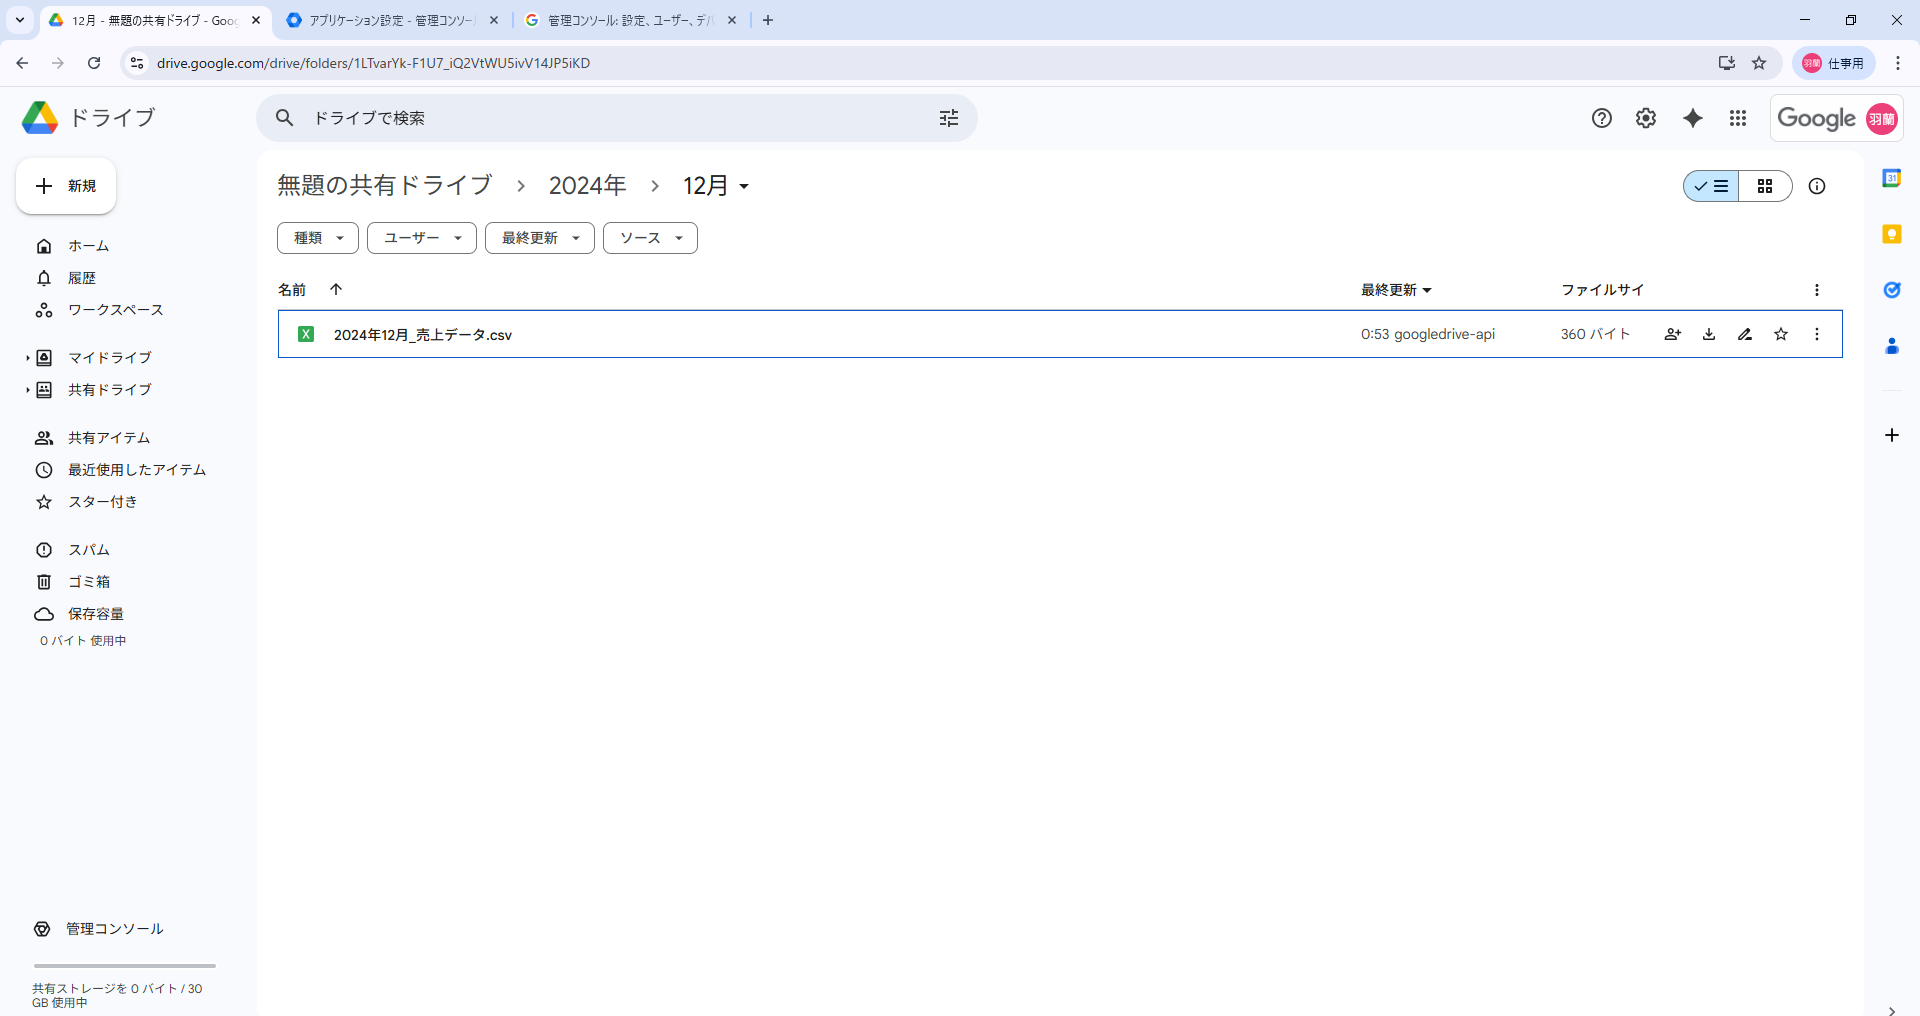 12月 - 無題の共有ドライブ - Goog
アプリケーション設定 - 管理コンソー
管理コンソール: 設定、ユーザー、デバ
drive.google.com/drive/folders/1LTvarYk-F1U7_iQ2VtWU5ivV14JP5iKD
羽蘭 仕事用
ドライブ
ドライブで検索
Google 羽蘭
新規
無題の共有ドライブ 2024年 12月
種類 ユーザー 最終更新 ソース
ホーム
履歴
ワークスペース
マイドライブ
共有ドライブ
共有アイテム
最近使用したアイテム
スター付き
スパム
ゴミ箱
保存容量
0 バイト 使用中
名前 最終更新 ファイルサイ
X 2024年12月_売上データ.csv 0:53 googledrive-api 360 バイト
31
管理コンソール
共有ストレージを 0 バイト / 30
GB 使用中